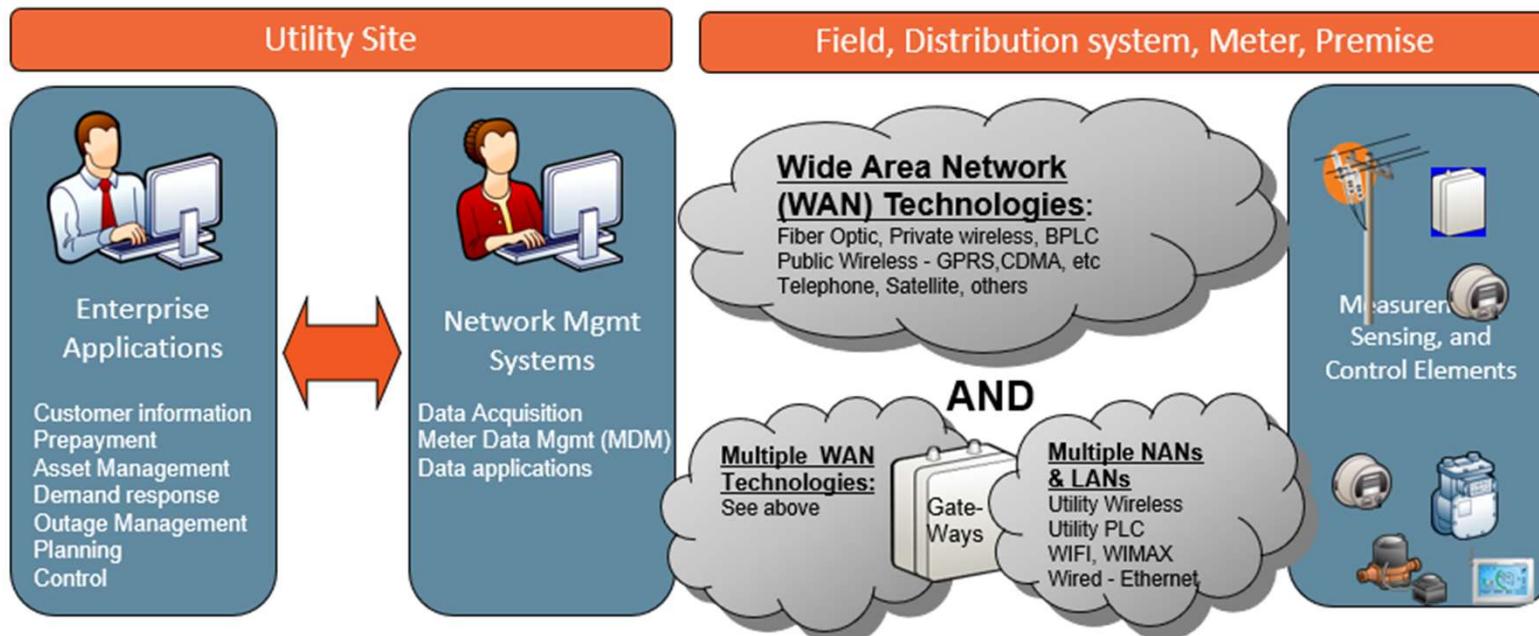 Utility Site
Field, Distribution system, Meter, Premise
Enterprise
Applications
Customer information
Prepayment
Asset Management
Demand response
Outage Management
Planning
Control
Network Mgmt
Systems
Data Acquisition
Meter Data Mgmt (MDM)
Data applications
Wide Area Network
(WAN) Technologies:
Fiber Optic, Private wireless, BPLC
Public Wireless - GPRS,CDMA, etc
Telephone, Satellite, others
AND
Multiple WAN
Technologies:
See above
Gate-
Ways
Multiple NANs
& LANs
Utility Wireless
Utility PLC
WIFI, WIMAX
Wired - Ethernet
Sensing, and
Control Elements